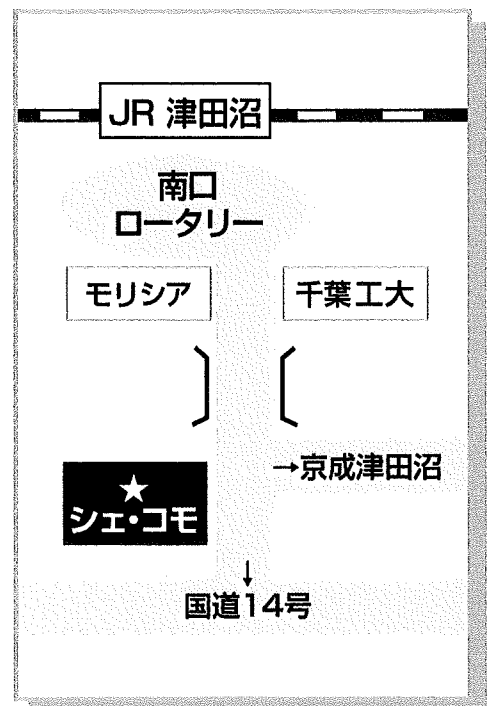 JR 津田沼
南口
ロータリー
モリシア
千葉工大
→京成津田沼
★
シェ・コモ
↓
国道14号